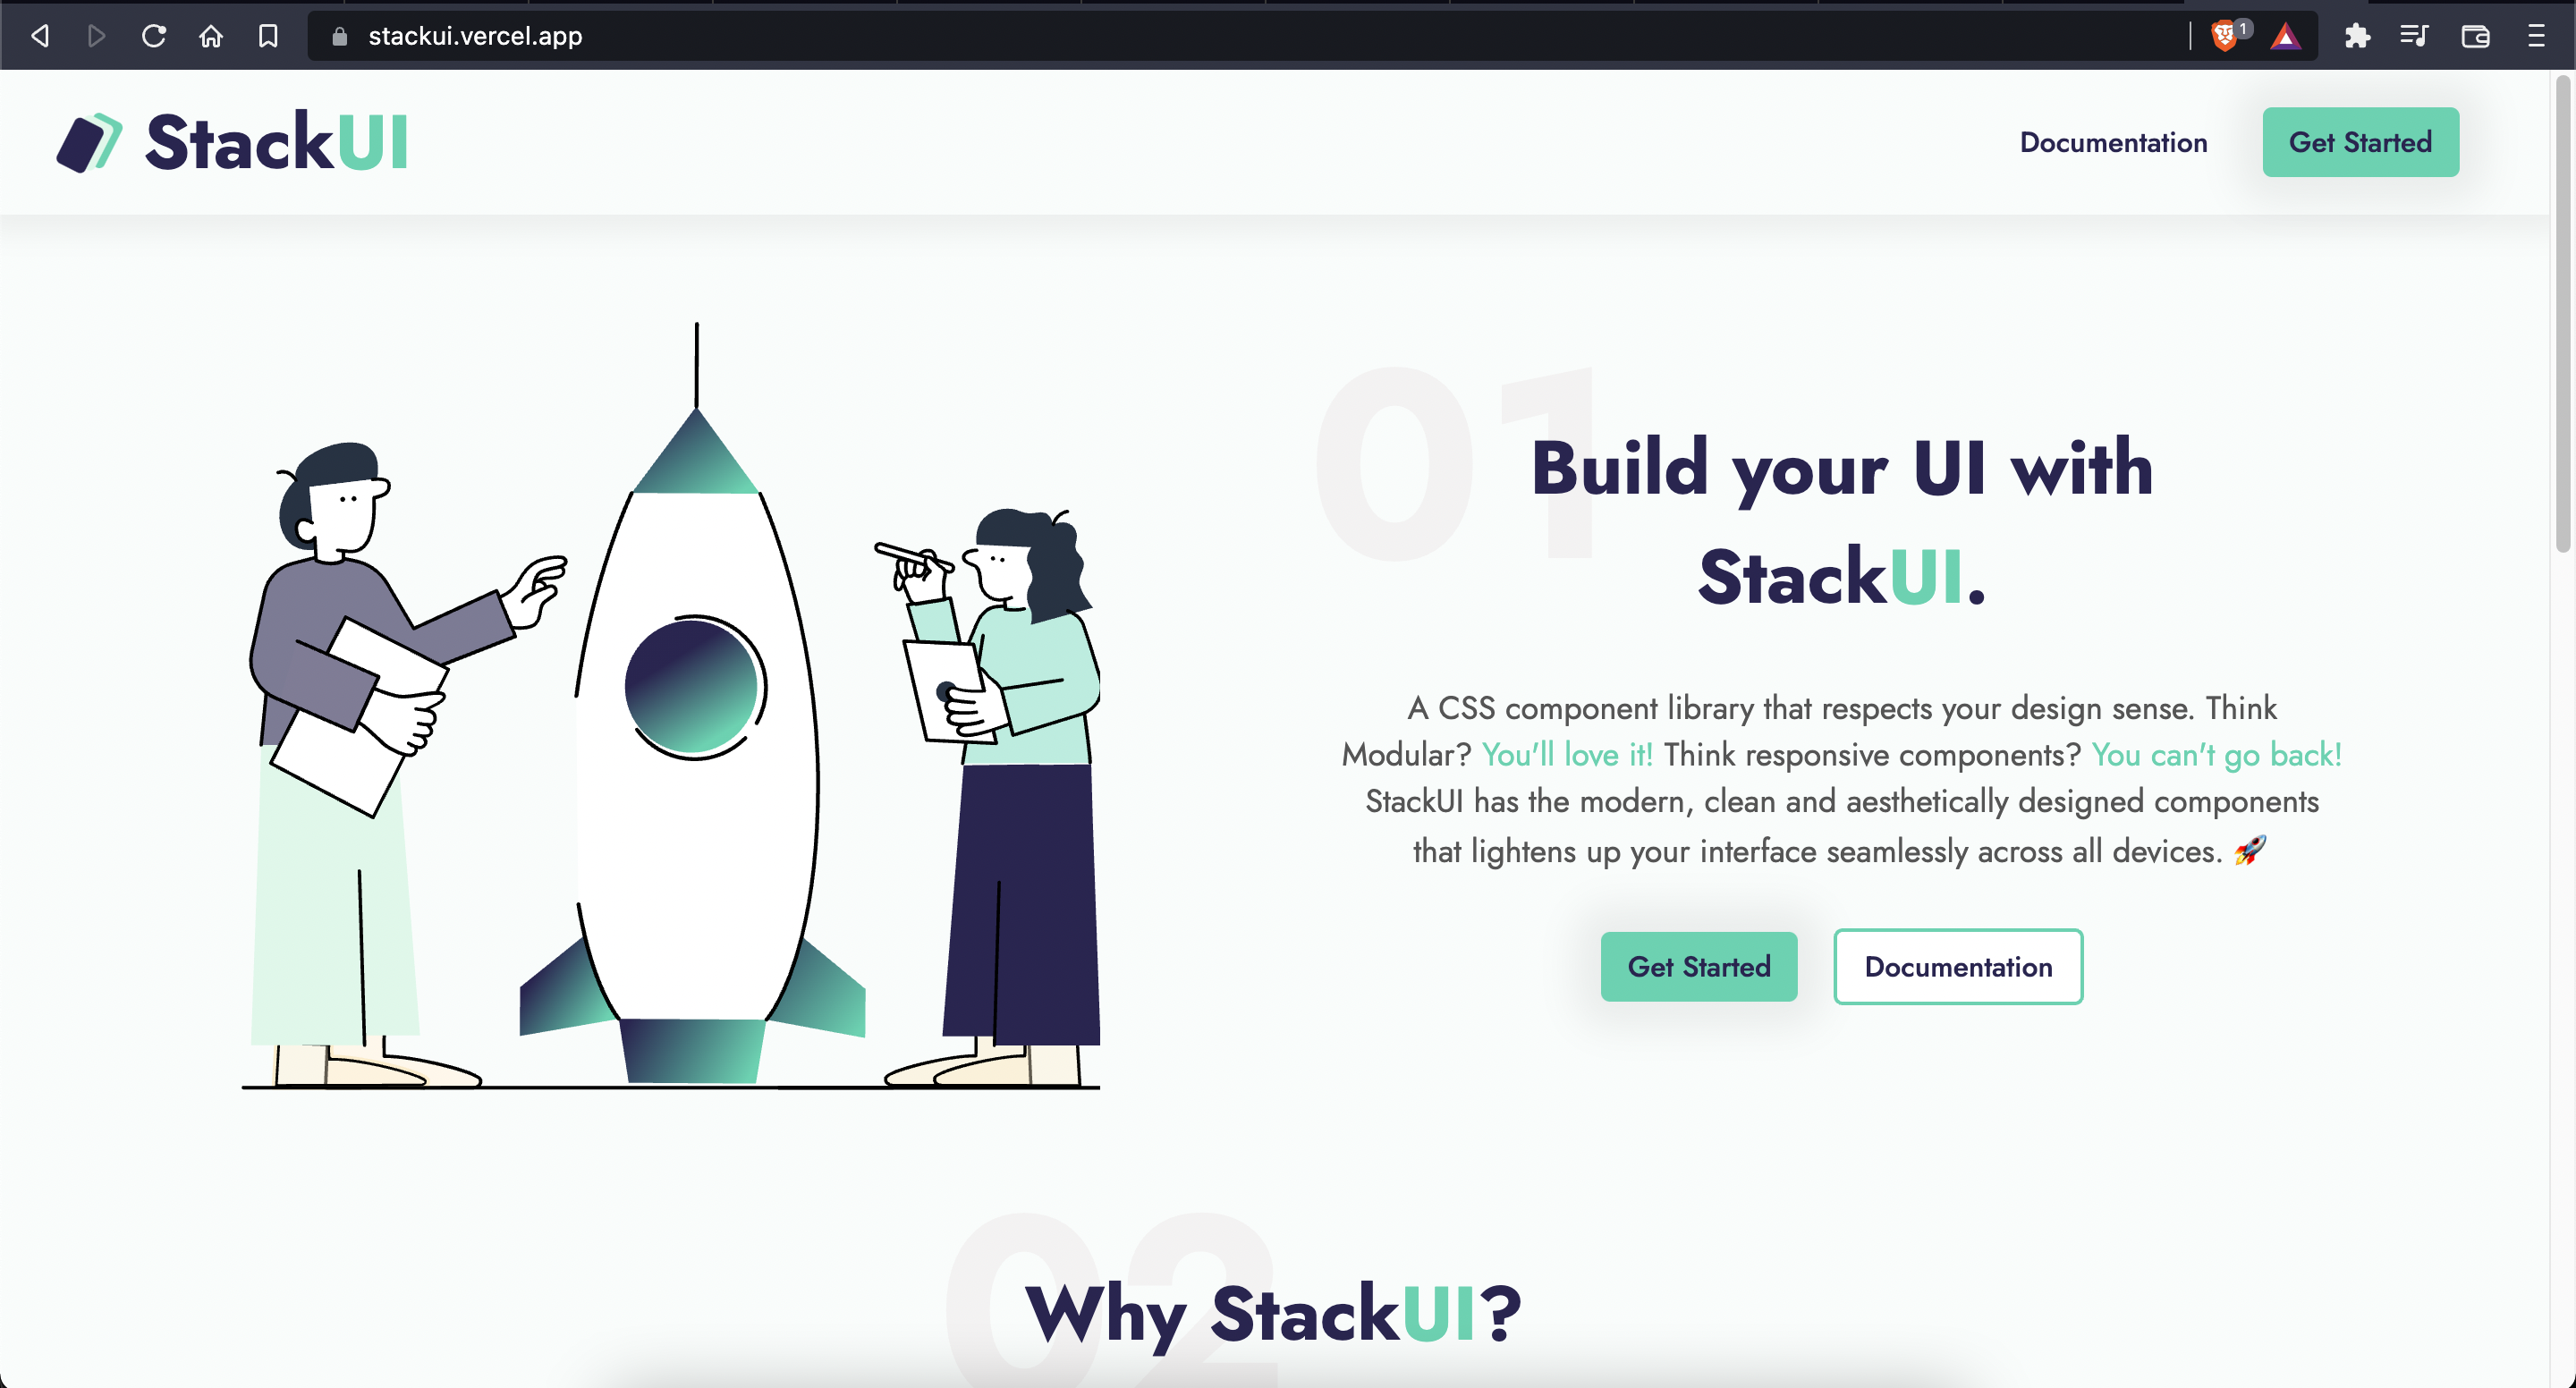 stackui.vercel.app
1
StackUI
Documentation
Get Started
01
Build your UI with
StackUI.
A CSS component library that respects your design sense. Think
Modular? You'll love it! Think responsive components? You can't go back!
StackUI has the modern, clean and aesthetically designed components
that lightens up your interface seamlessly across all devices. 🚀
Get Started
Documentation
02
Why StackUI?